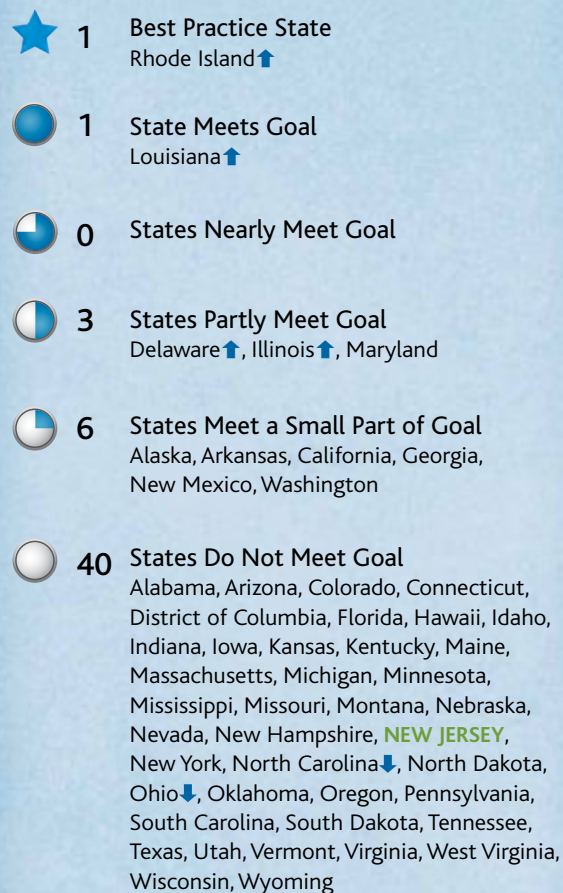 1 Best Practice State
Rhode Island⬆
1 State Meets Goal
Louisiana⬆
0 States Nearly Meet Goal
3 States Partly Meet Goal
Delaware⬆, Illinois⬆, Maryland
6 States Meet a Small Part of Goal
Alaska, Arkansas, California, Georgia,
New Mexico, Washington
40 States Do Not Meet Goal
Alabama, Arizona, Colorado, Connecticut,
District of Columbia, Florida, Hawaii, Idaho,
Indiana, Iowa, Kansas, Kentucky, Maine,
Massachusetts, Michigan, Minnesota,
Mississippi, Missouri, Montana, Nebraska,
Nevada, New Hampshire, NEW JERSEY,
New York, North Carolina⬇, North Dakota,
Ohio⬇, Oklahoma, Oregon, Pennsylvania,
South Carolina, South Dakota, Tennessee,
Texas, Utah, Vermont, Virginia, West Virginia,
Wisconsin, Wyoming